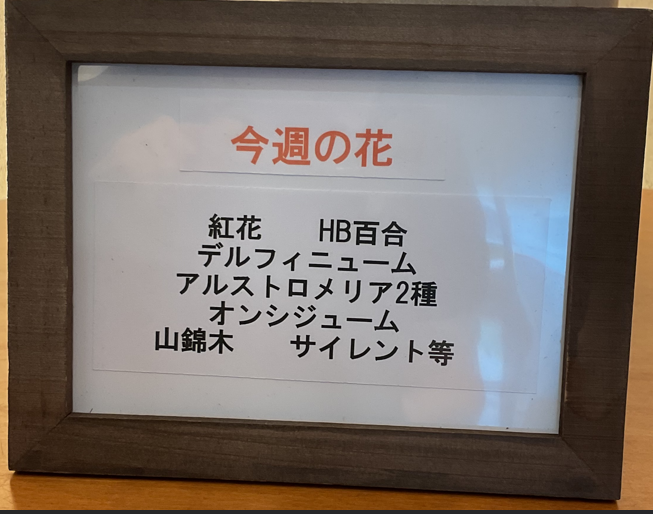 今週の花
紅花　　HB百合
デルフィニューム
アルストロメリア2種
オンシジューム
山錦木　　サイレント等